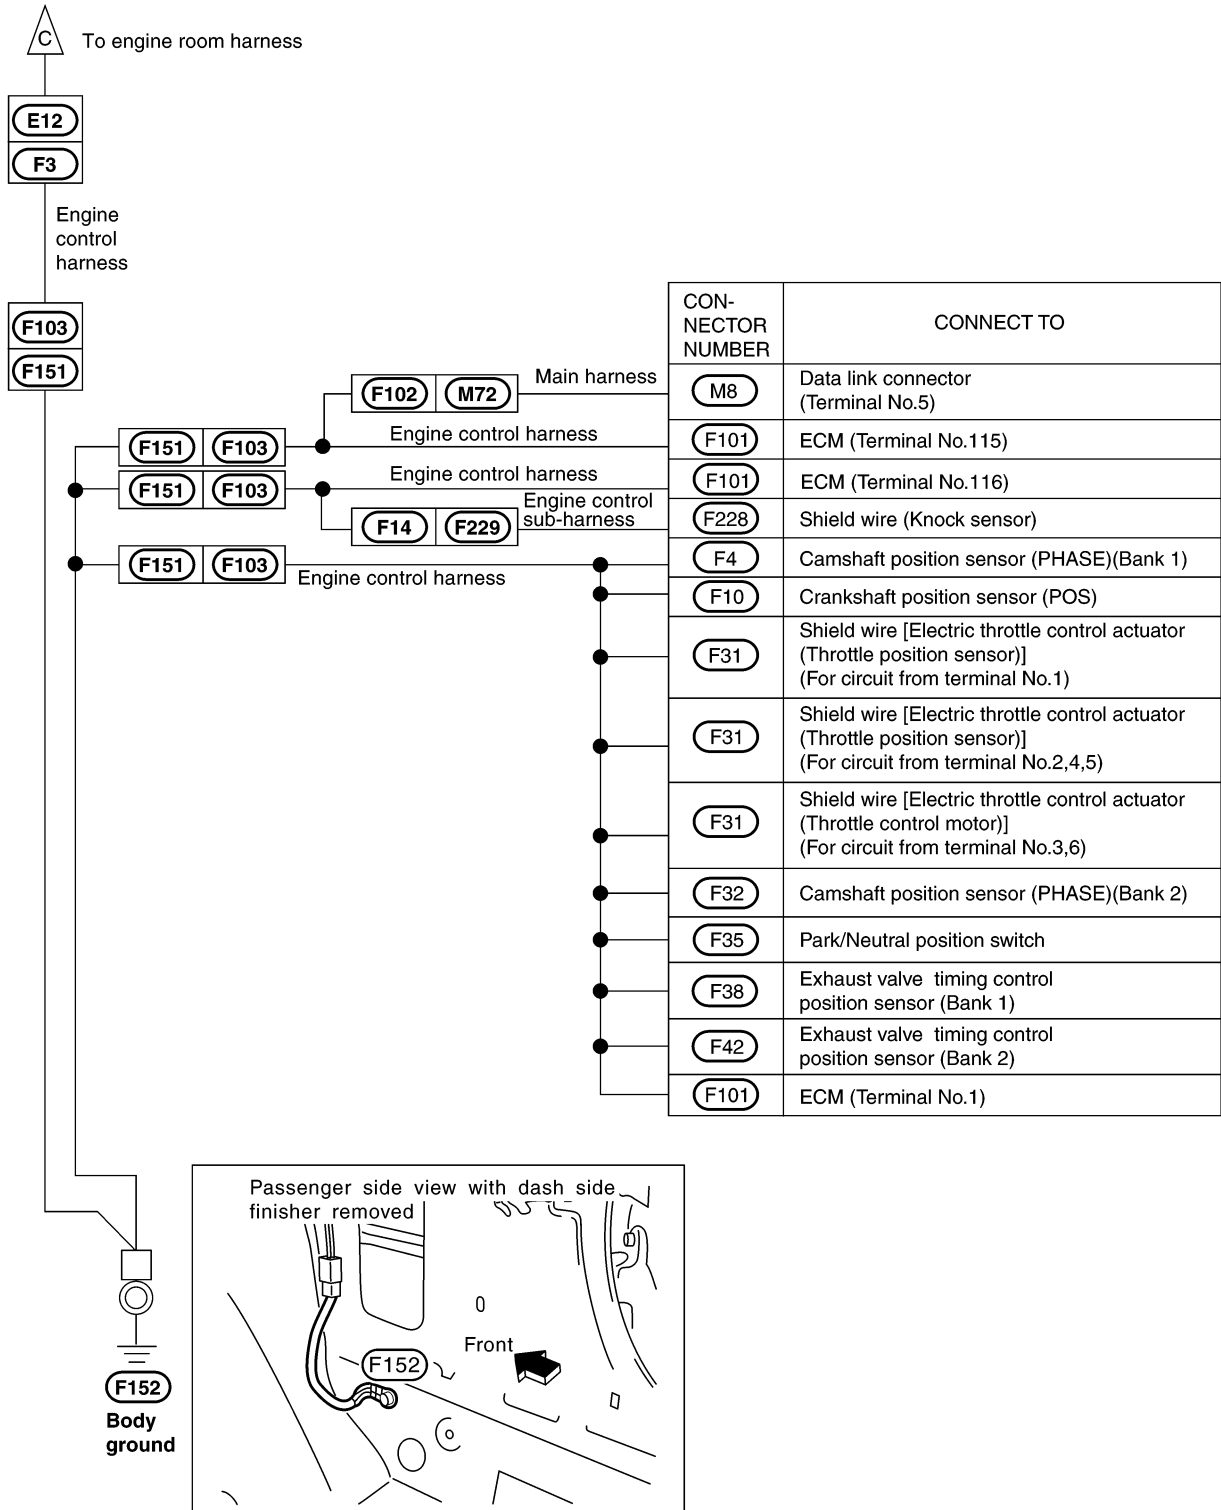 C
To engine room harness
E12
F3
Engine
control
harness
F103
F151
CON-
NECTOR
NUMBER
CONNECT TO
F102
M72
Main harness
M8
Data link connector
(Terminal No.5)
F151
F103
Engine control harness
F101
ECM (Terminal No.115)
F151
F103
Engine control harness
F101
ECM (Terminal No.116)
F14
F229
Engine control
sub-harness
F228
Shield wire (Knock sensor)
F151
F103
Engine control harness
F4
Camshaft position sensor (PHASE)(Bank 1)
F10
Crankshaft position sensor (POS)
F31
Shield wire [Electric throttle control actuator
(Throttle position sensor)]
(For circuit from terminal No.1)
F31
Shield wire [Electric throttle control actuator
(Throttle position sensor)]
(For circuit from terminal No.2,4,5)
F31
Shield wire [Electric throttle control actuator
(Throttle control motor)]
(For circuit from terminal No.3,6)
F32
Camshaft position sensor (PHASE)(Bank 2)
F35
Park/Neutral position switch
F38
Exhaust valve timing control
position sensor (Bank 1)
F42
Exhaust valve timing control
position sensor (Bank 2)
F101
ECM (Terminal No.1)
F152
Body
ground
Passenger side view with dash side
finisher removed
Front
F152